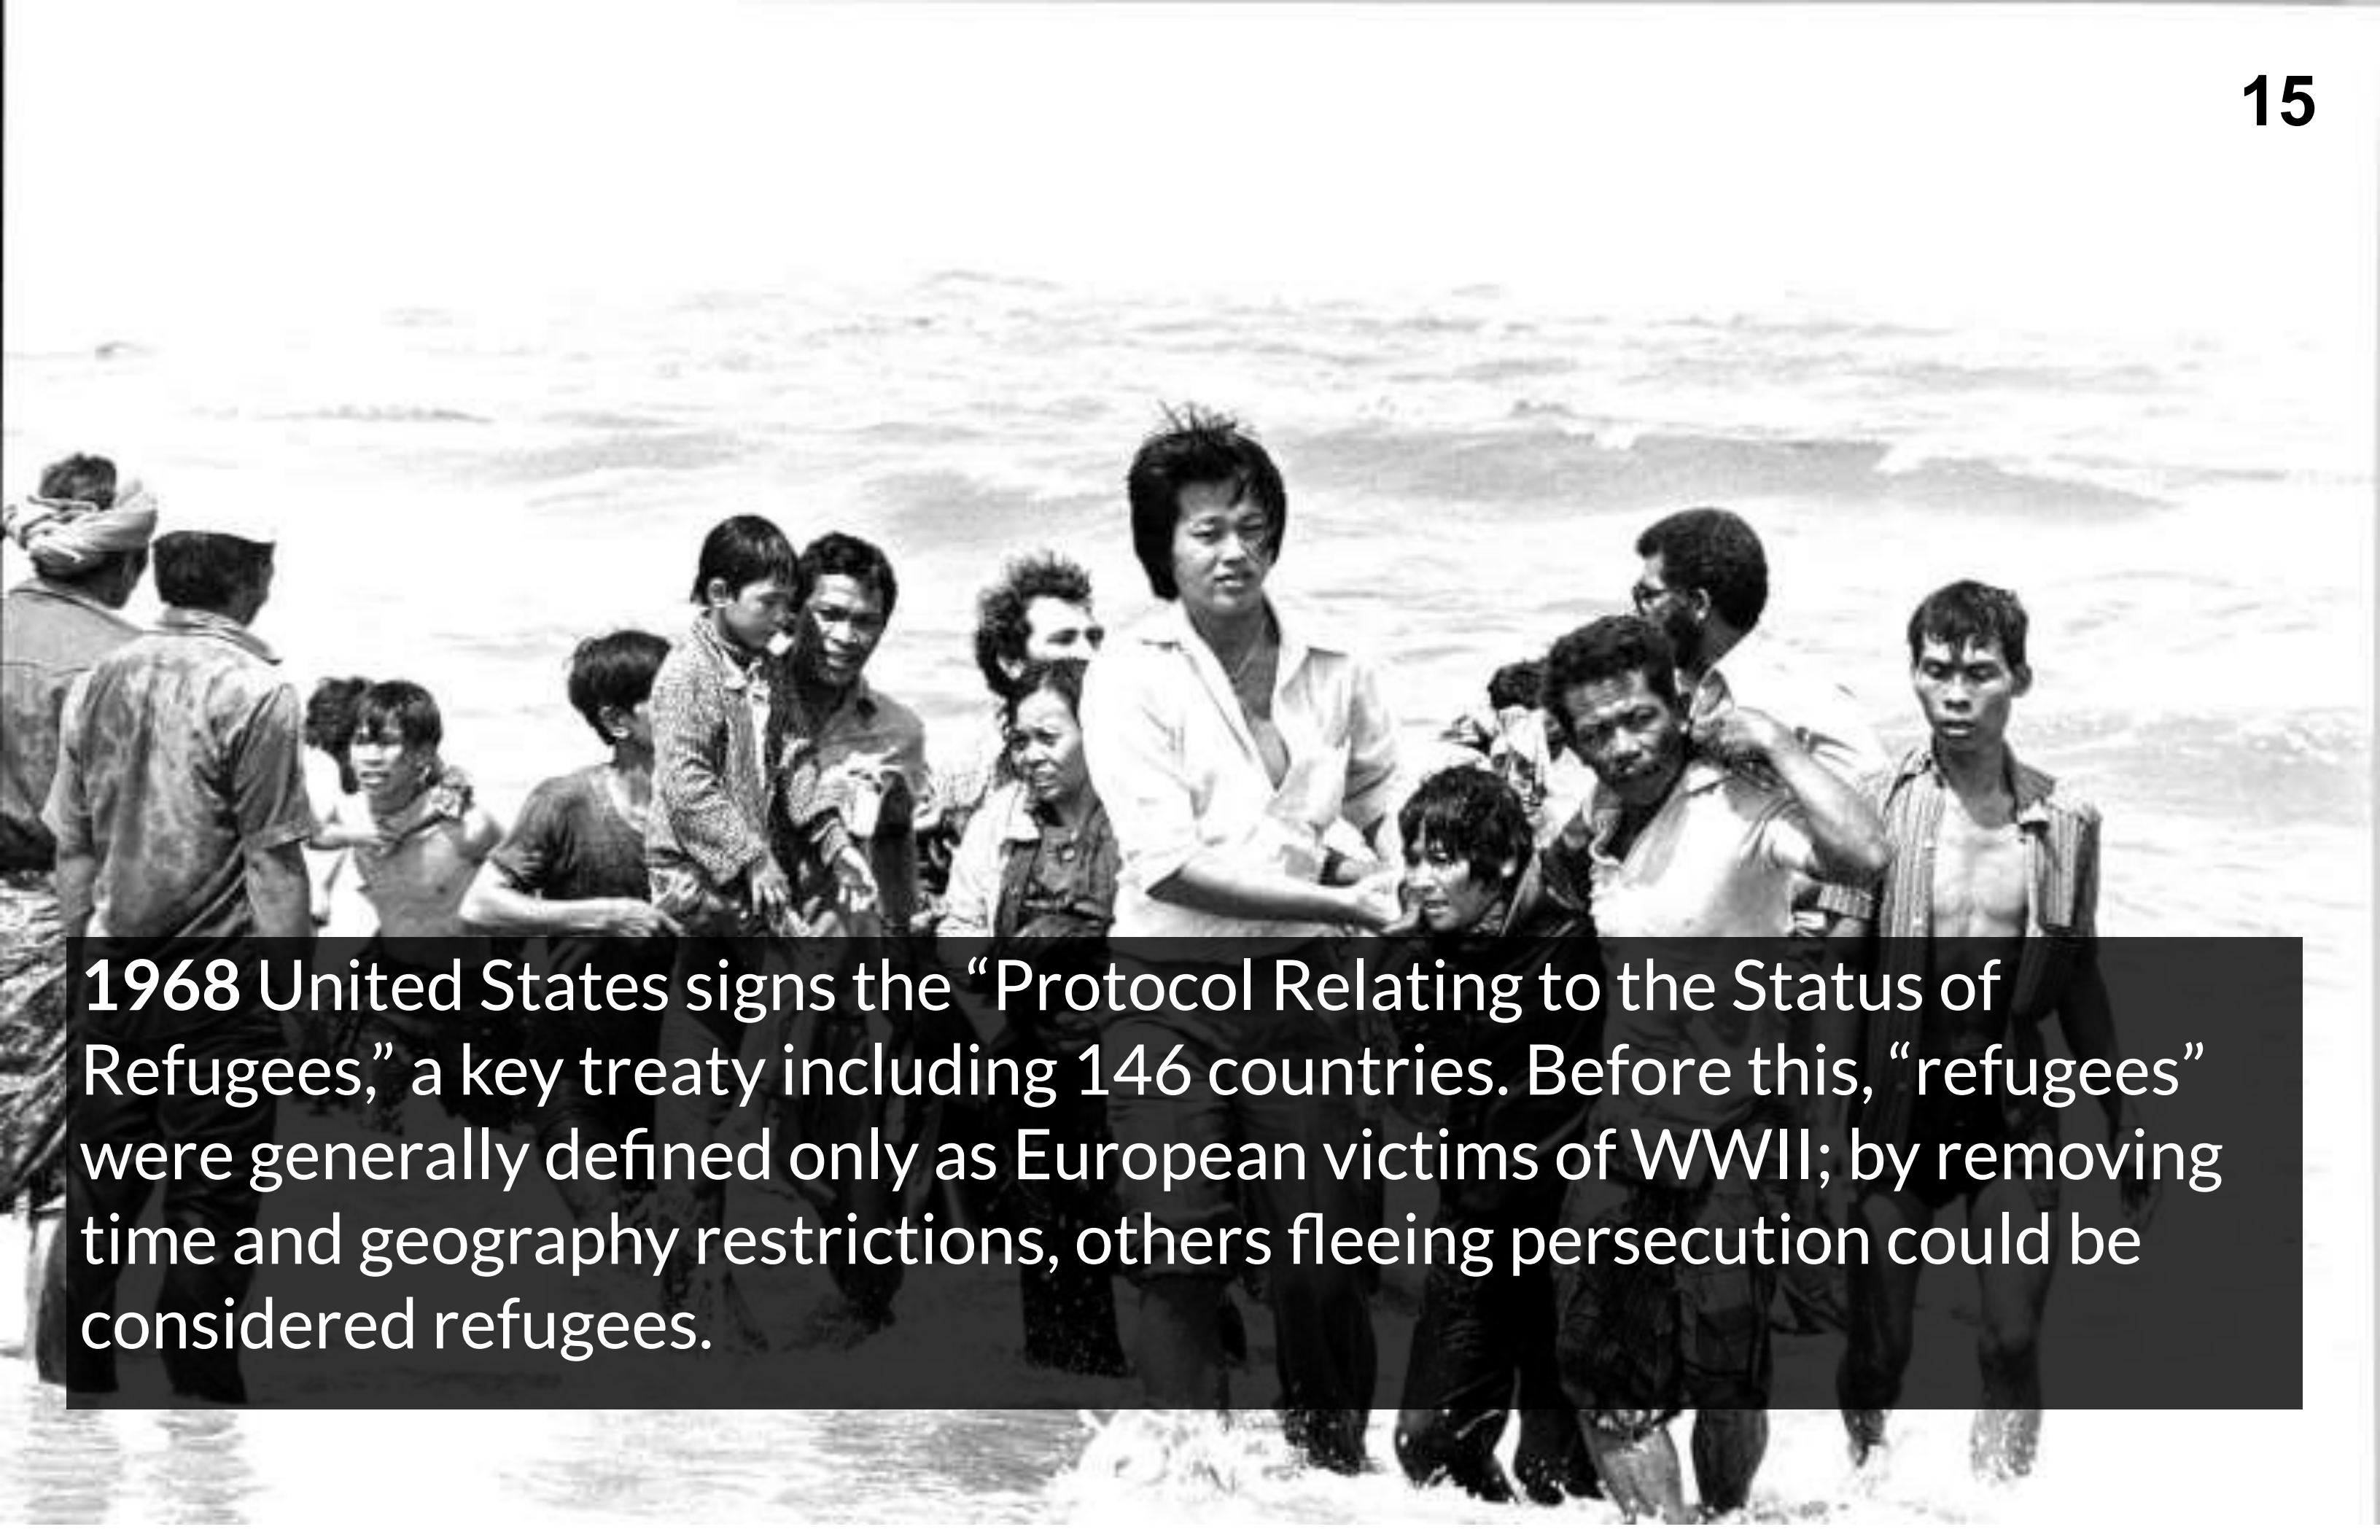 15
1968 United States signs the “Protocol Relating to the Status of
Refugees,” a key treaty including 146 countries. Before this, “refugees”
were generally defined only as European victims of WWII; by removing
time and geography restrictions, others fleeing persecution could be
considered refugees.